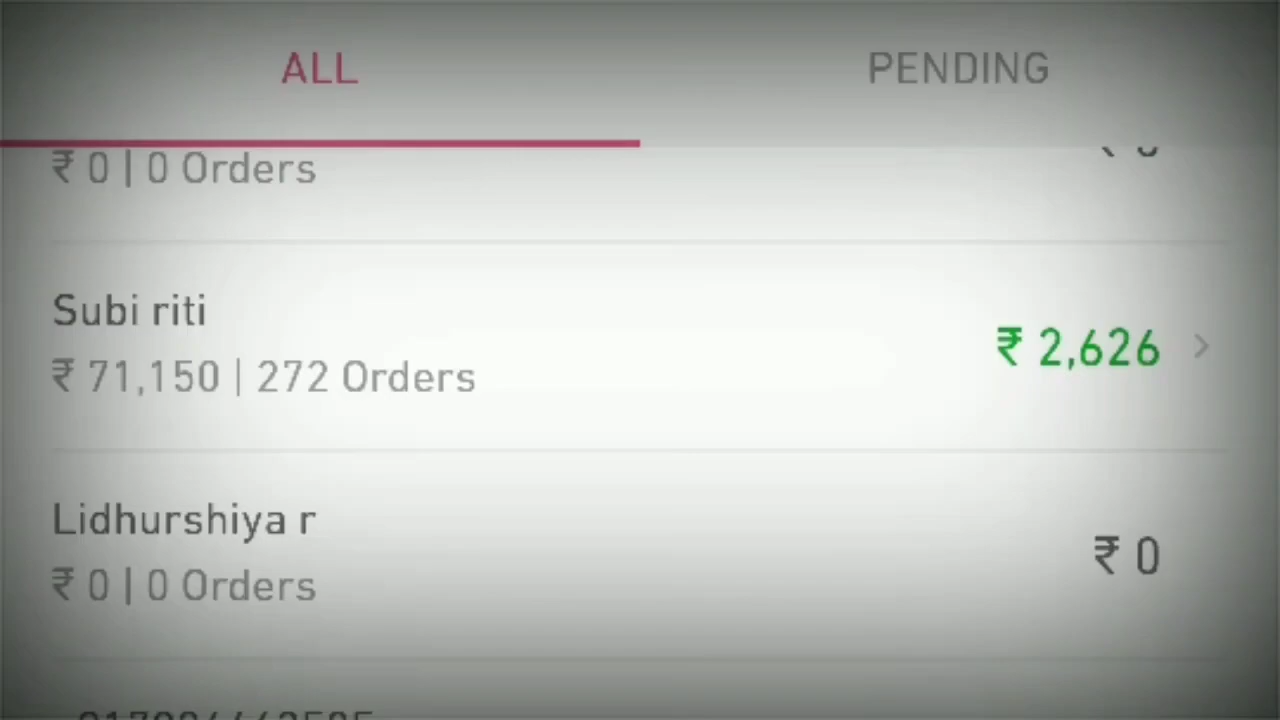 ALL PENDING
₹ 0 | 0 Orders
Subi riti
₹ 71,150 | 272 Orders
₹ 2,626
Lidhurshiya r
₹ 0 | 0 Orders
₹ 0